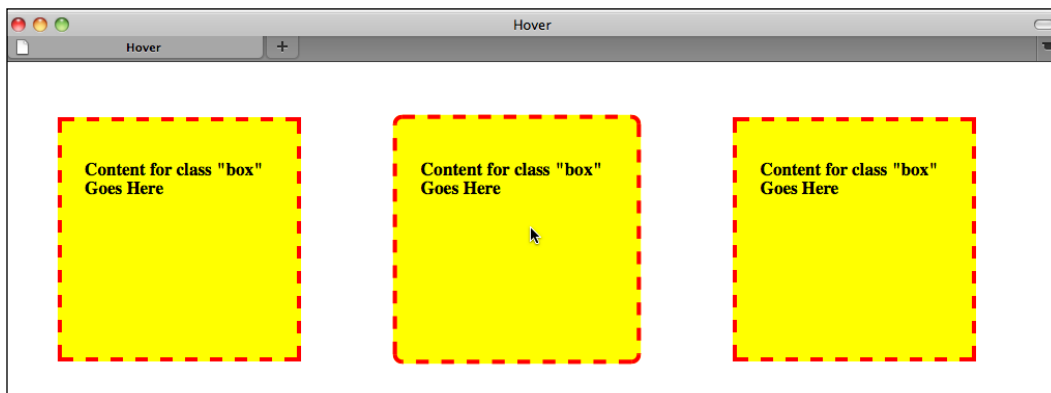 Hover
Hover
+
Content for class "box"
Goes Here
Content for class "box"
Goes Here
Content for class "box"
Goes Here